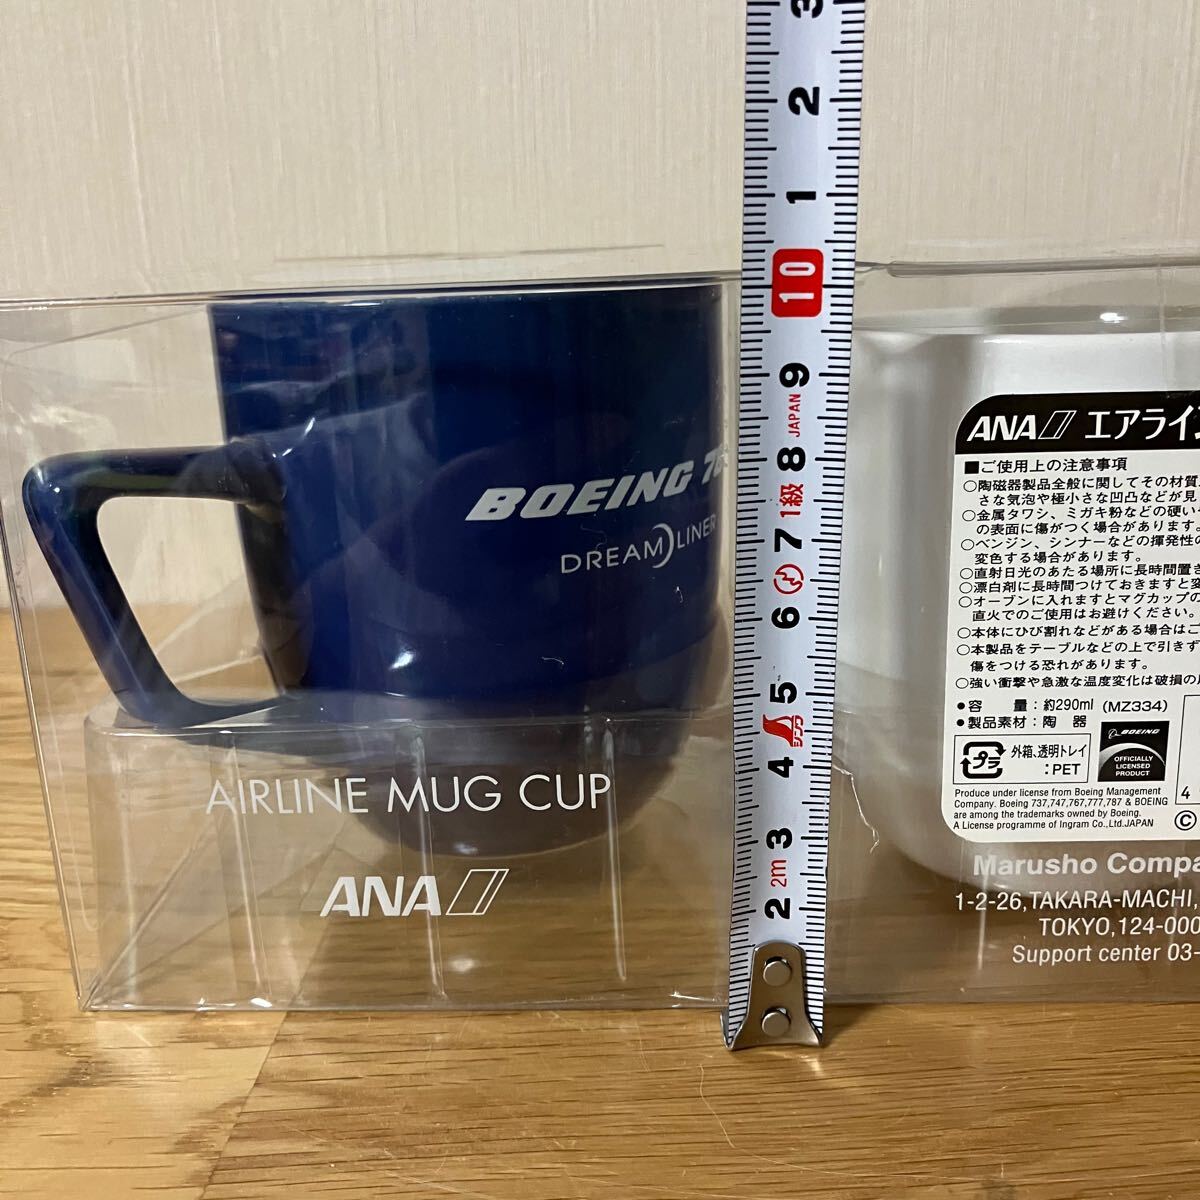 3
2
1
10
9
JAPAN
8
1級
7
6
5
シンワ
4
3
2m
2
BOEING 7
DREAMLINER
AIRLINE MUG CUP
ANA
ANA エアライン
■ご使用上の注意事項
○陶磁器製品全般に関してその材質
さな気泡や極小さな凹凸などが見
○金属タワシ、ミガキ粉などの硬い
の表面に傷がつく場合があります。
○ベンジン、シンナーなどの揮発性の
変色する場合があります。
○直射日光のあたる場所に長時間置き
○漂白剤に長時間つけておきますと変
○オーブンに入れますとマグカップの
直火でのご使用はお避けください。
○本体にひび割れなどがある場合はご
○本製品をテーブルなどの上で引きず
傷をつける恐れがあります。
○強い衝撃や急激な温度変化は破損の
●容 量:約290ml (MZ334)
●製品素材:陶 器
プラ
外箱、透明トレイ
:PET
BOEING
OFFICIALLY
LICENSED
PRODUCT
4
Produce under license from Boeing Management
Company. Boeing 737,747,767,777,787 & BOEING
are among the trademarks owned by Boeing.
A License programme of Ingram Co.,Ltd.JAPAN
©
Marusho Compa
1-2-26,TAKARA-MACHI,
TOKYO,124-000
Support center 03-